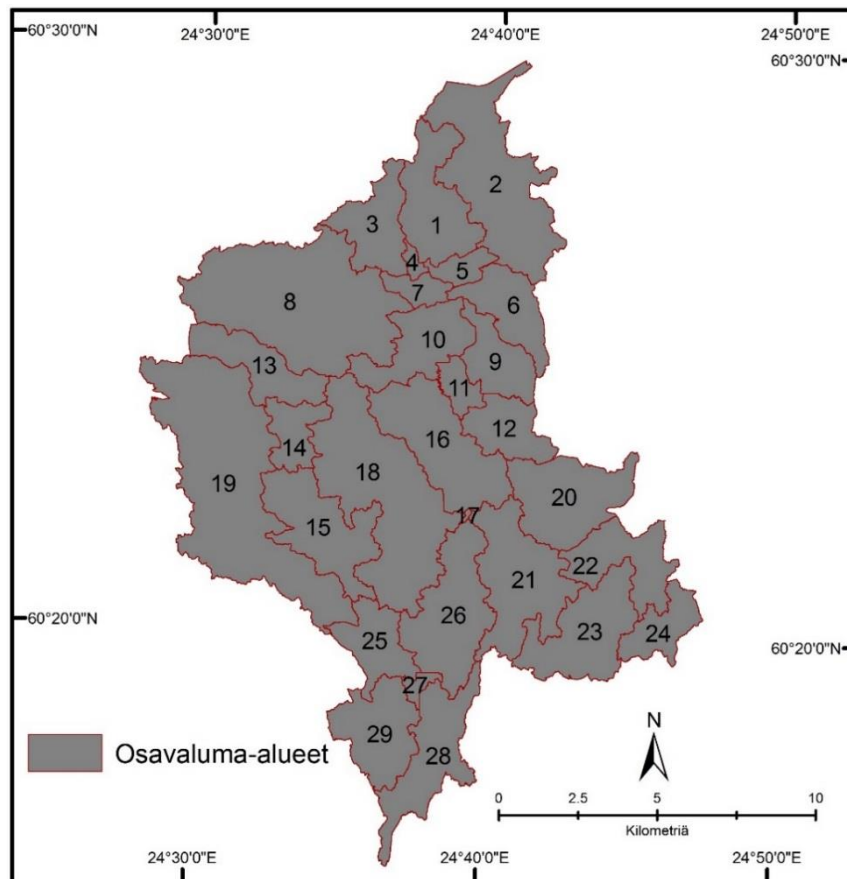 60°30'0"N
24°30'0"E
24°40'0"E
24°50'0"E
60°30'0"N
2
3
1
4
5
7
8
6
10
9
13
11
12
16
14
18
19
20
15
17
22
21
26
23
24
60°20'0"N
25
60°20'0"N
27
29
28
N
Osavaluma-alueet
0 2.5 5 10
Kilometriä
24°30'0"E
24°40'0"E
24°50'0"E